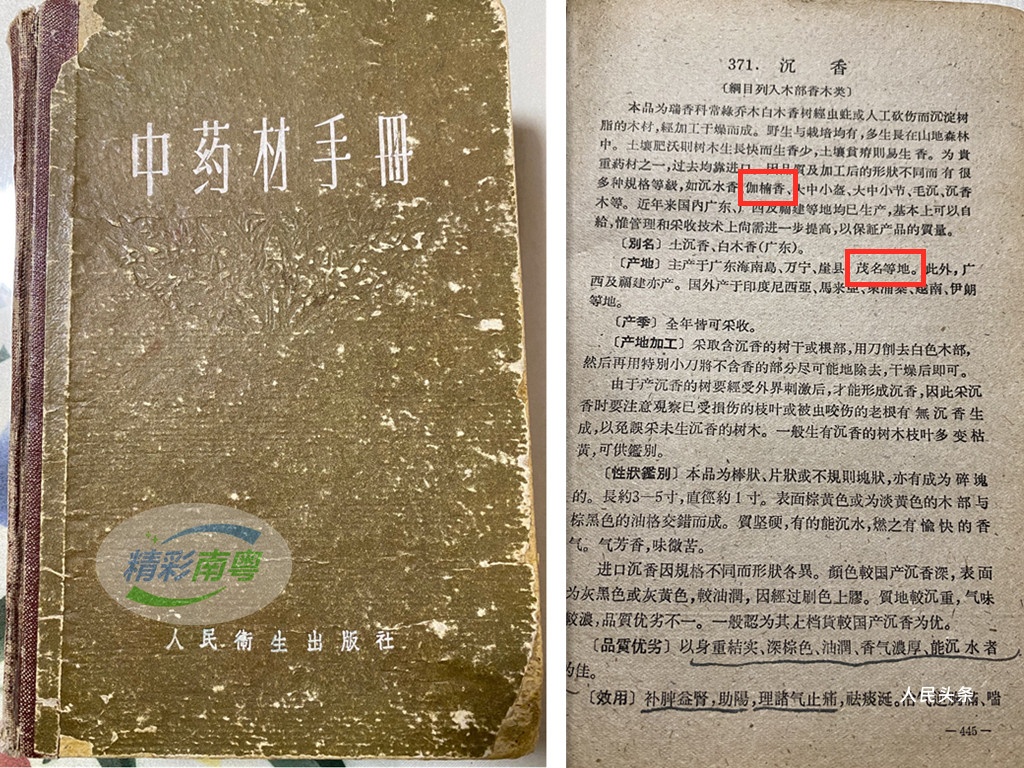 中药材手册
精彩南粤
人民衛生出版社
371. 沉 香
〔綱目列入木部香木类〕
本品为瑞香科常綠乔木白木香树經虫蛀或人工砍伤而沉淀树
脂的木材，經加工干燥而成。野生与栽培均有，多生長在山地森林
中。土壤肥沃則树木生長快而生香少，土壤貧瘠則易生香。为貴
重药材之一，过去均靠进口，因品質及加工后的形狀不同而有很
多种規格等級，如沉水香、伽楠香、大中小盔、大中小节、毛沉、沉香
木等。近年来国内广东、广西及福建等地均已生产，基本上可以自
給，惟管理和采收技术上尙需进一步提高，以保証产品的質量。
〔別名〕土沉香、白木香(广东)。
〔产地〕主产于广东海南島、万宁、崖县、茂名等地。此外，广
西及福建亦产。国外产于印度尼西亞、馬来亞、柬浦寨、越南、伊朗
等地。
〔产季〕全年皆可采收。
〔产地加工〕采取含沉香的树干或根部，用刀削去白色木部，
然后再用特別小刀將不含香的部分尽可能地除去，干燥后即可。
由于产沉香的树要經受外界刺激后，才能形成沉香，因此采沉
香时要注意观察已受損伤的枝叶或被虫咬伤的老根有無沉香生
成，以免誤采未生沉香的树木。一般生有沉香的树木枝叶多变枯
黃，可供鑑別。
〔性狀鑑別〕本品为棒狀、片狀或不規則塊狀，亦有成为碎塊
的。長約3—5寸，直徑約1寸。表面棕黃色或为淡黃色的木部与
棕黑色的油格交錯而成。質坚硬，有的能沉水，燃之有愉快的香
气。气芳香，味微苦。
进口沉香因規格不同而形狀各異。顏色較国产沉香深，表面
为灰黑色或灰黃色，較油潤，因經过刷色上膠。質地較沉重，气味
較濃，品質优劣不一。一般認为其上档貨較国产沉香为优。
〔品質优劣〕以身重結实、深棕色、油潤、香气濃厚、能沉水者
为佳。
〔效用〕补脾益腎，助陽，理諸气止痛，祛痰涎。治气逆胸痛、喘
人民头条
—445—